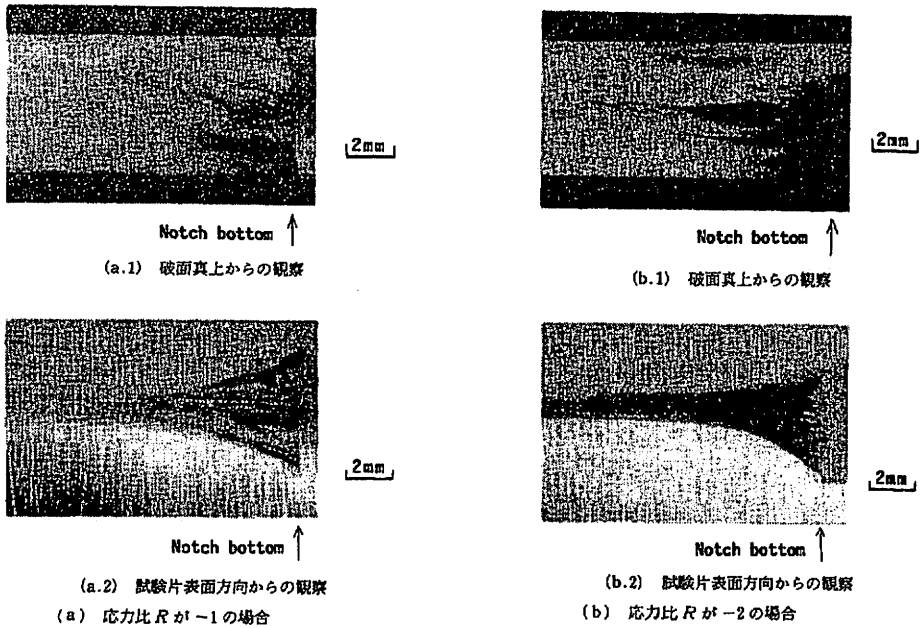 2mm
Notch bottom
(a.1) 破面真上からの観察
2mm
Notch bottom
(b.1) 破面真上からの観察
2mm
Notch bottom
(a.2) 試験片表面方向からの観察
(a) 応力比 R が −1 の場合
2mm
Notch bottom
(b.2) 試験片表面方向からの観察
(b) 応力比 R が −2 の場合